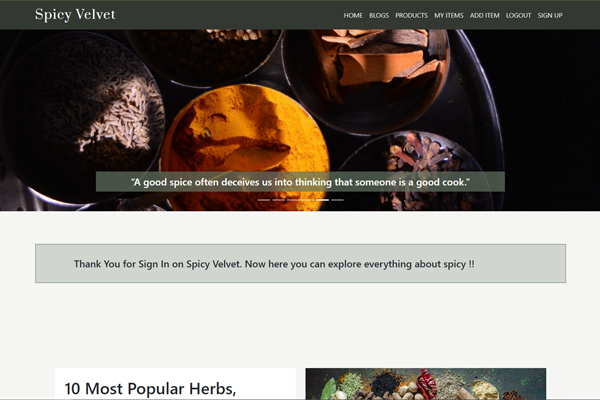 Spicy Velvet
HOME BLOGS PRODUCTS MY ITEMS ADD ITEM LOGOUT SIGN UP
“A good spice often deceives us into thinking that someone is a good cook.”
Thank You for Sign In on Spicy Velvet. Now here you can explore everything about spicy !!
10 Most Popular Herbs,